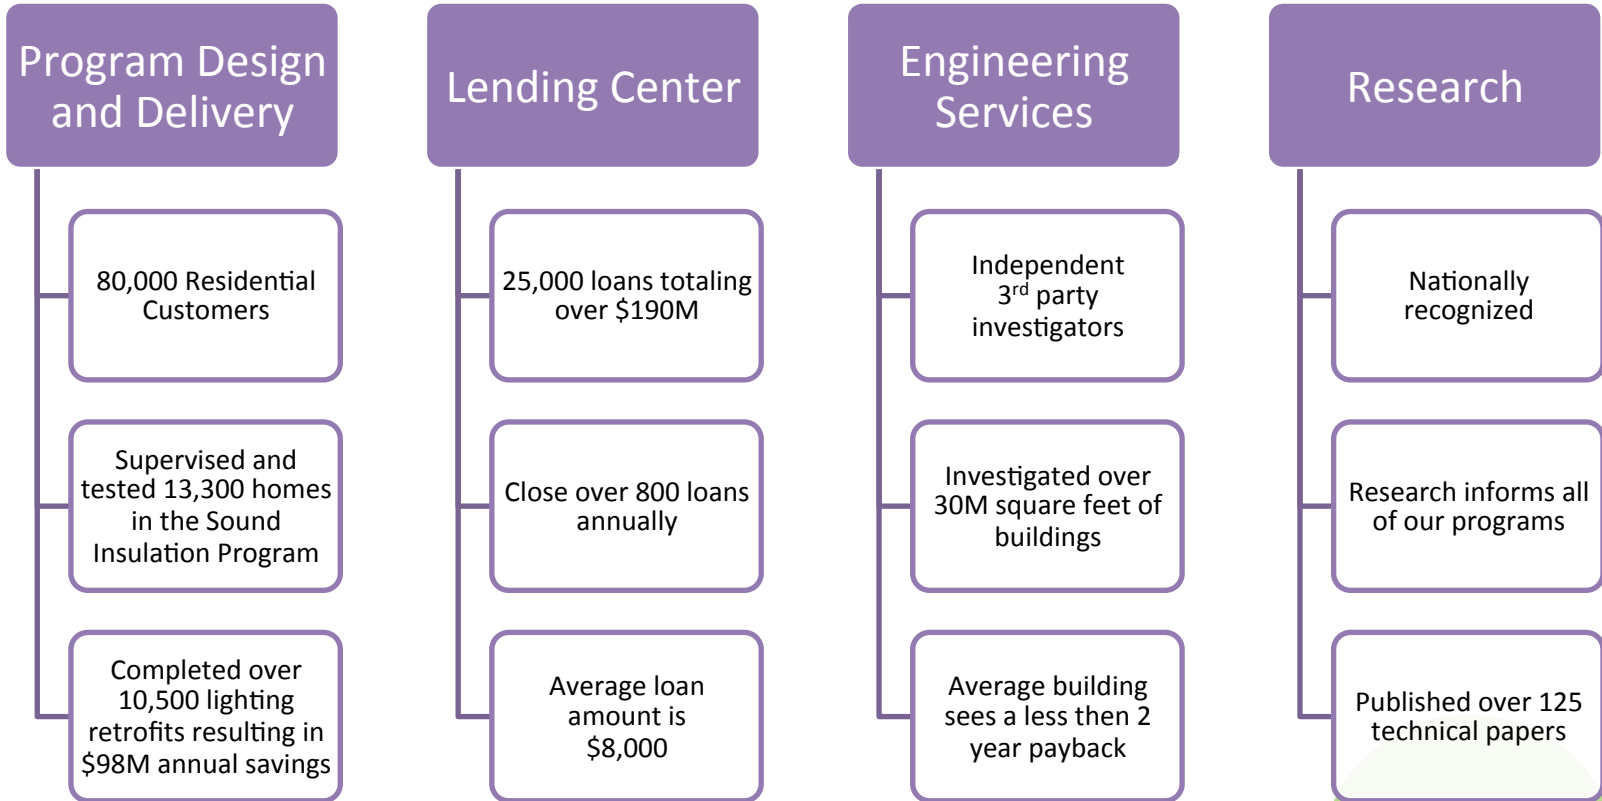 Program Design
and Delivery
80,000 Residential
Customers
Supervised and
tested 13,300 homes
in the Sound
Insulation Program
Completed over
10,500 lighting
retrofits resulting in
$98M annual savings
Lending Center
25,000 loans totaling
over $190M
Close over 800 loans
annually
Average loan
amount is
$8,000
Engineering
Services
Independent
3rd party
investigators
Investigated over
30M square feet of
buildings
Average building
sees a less then 2
year payback
Research
Nationally
recognized
Research informs all
of our programs
Published over 125
technical papers